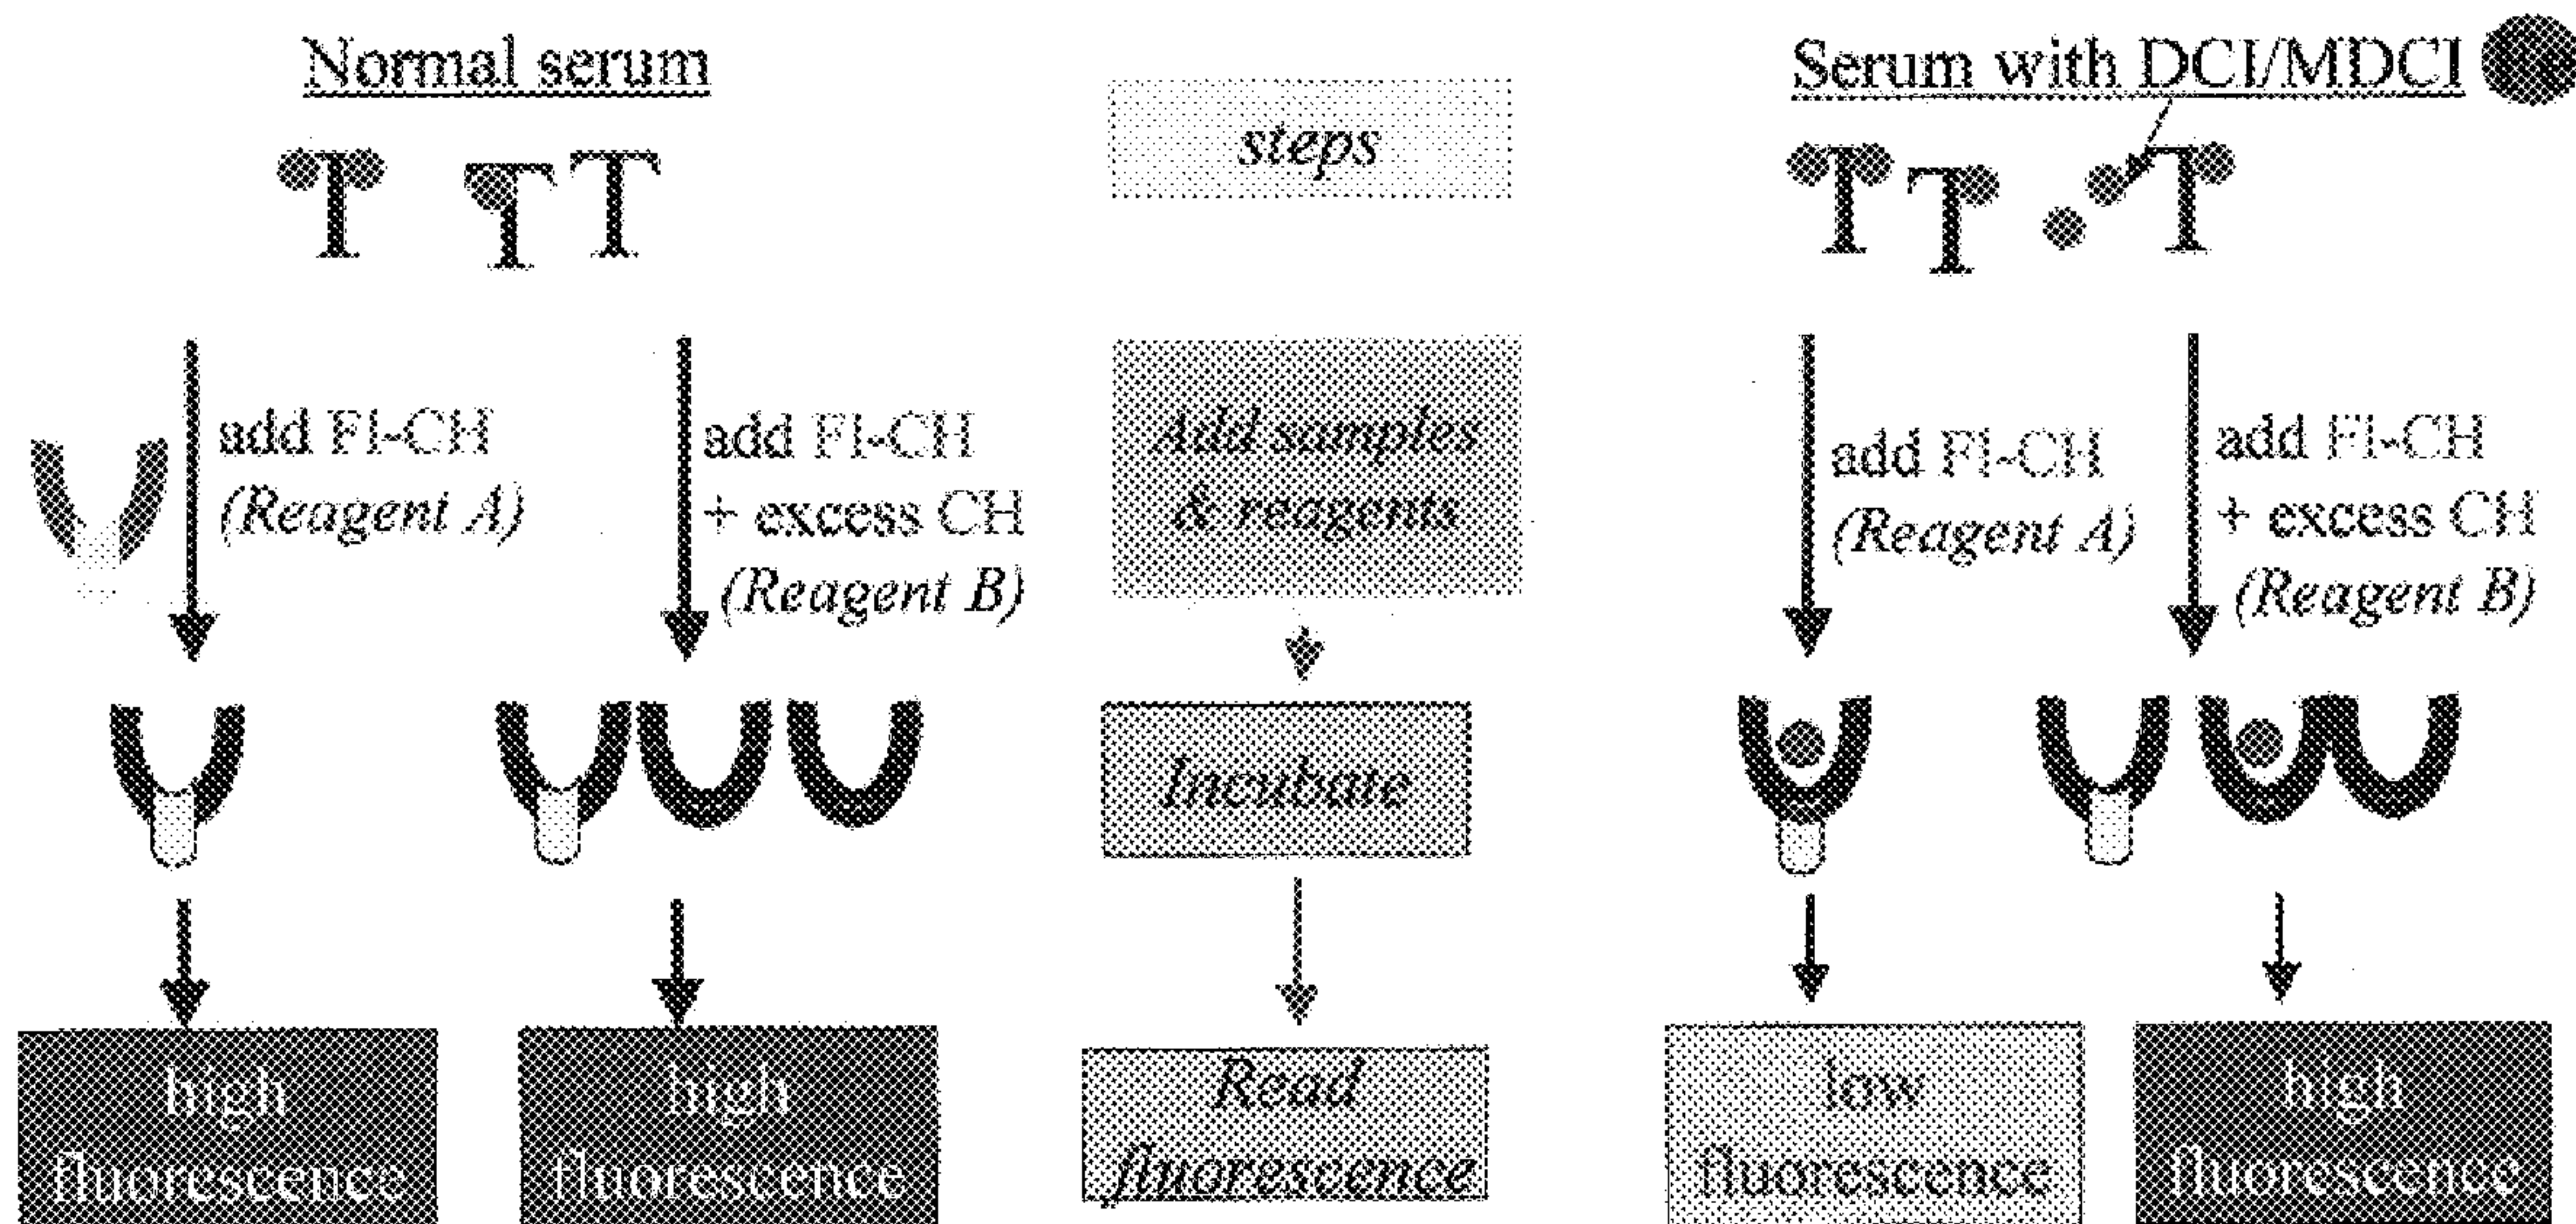 Normal serum
T T T
add Fl-CH
(Reagent A)
add Fl-CH
+ excess CH
(Reagent B)
high
fluorescence
high
fluorescence
steps
Add samples
& reagents
Incubate
Read
fluorescence
Serum with DCI/MDCI
T T T
add Fl-CH
(Reagent A)
add Fl-CH
+ excess CH
(Reagent B)
low
fluorescence
high
fluorescence